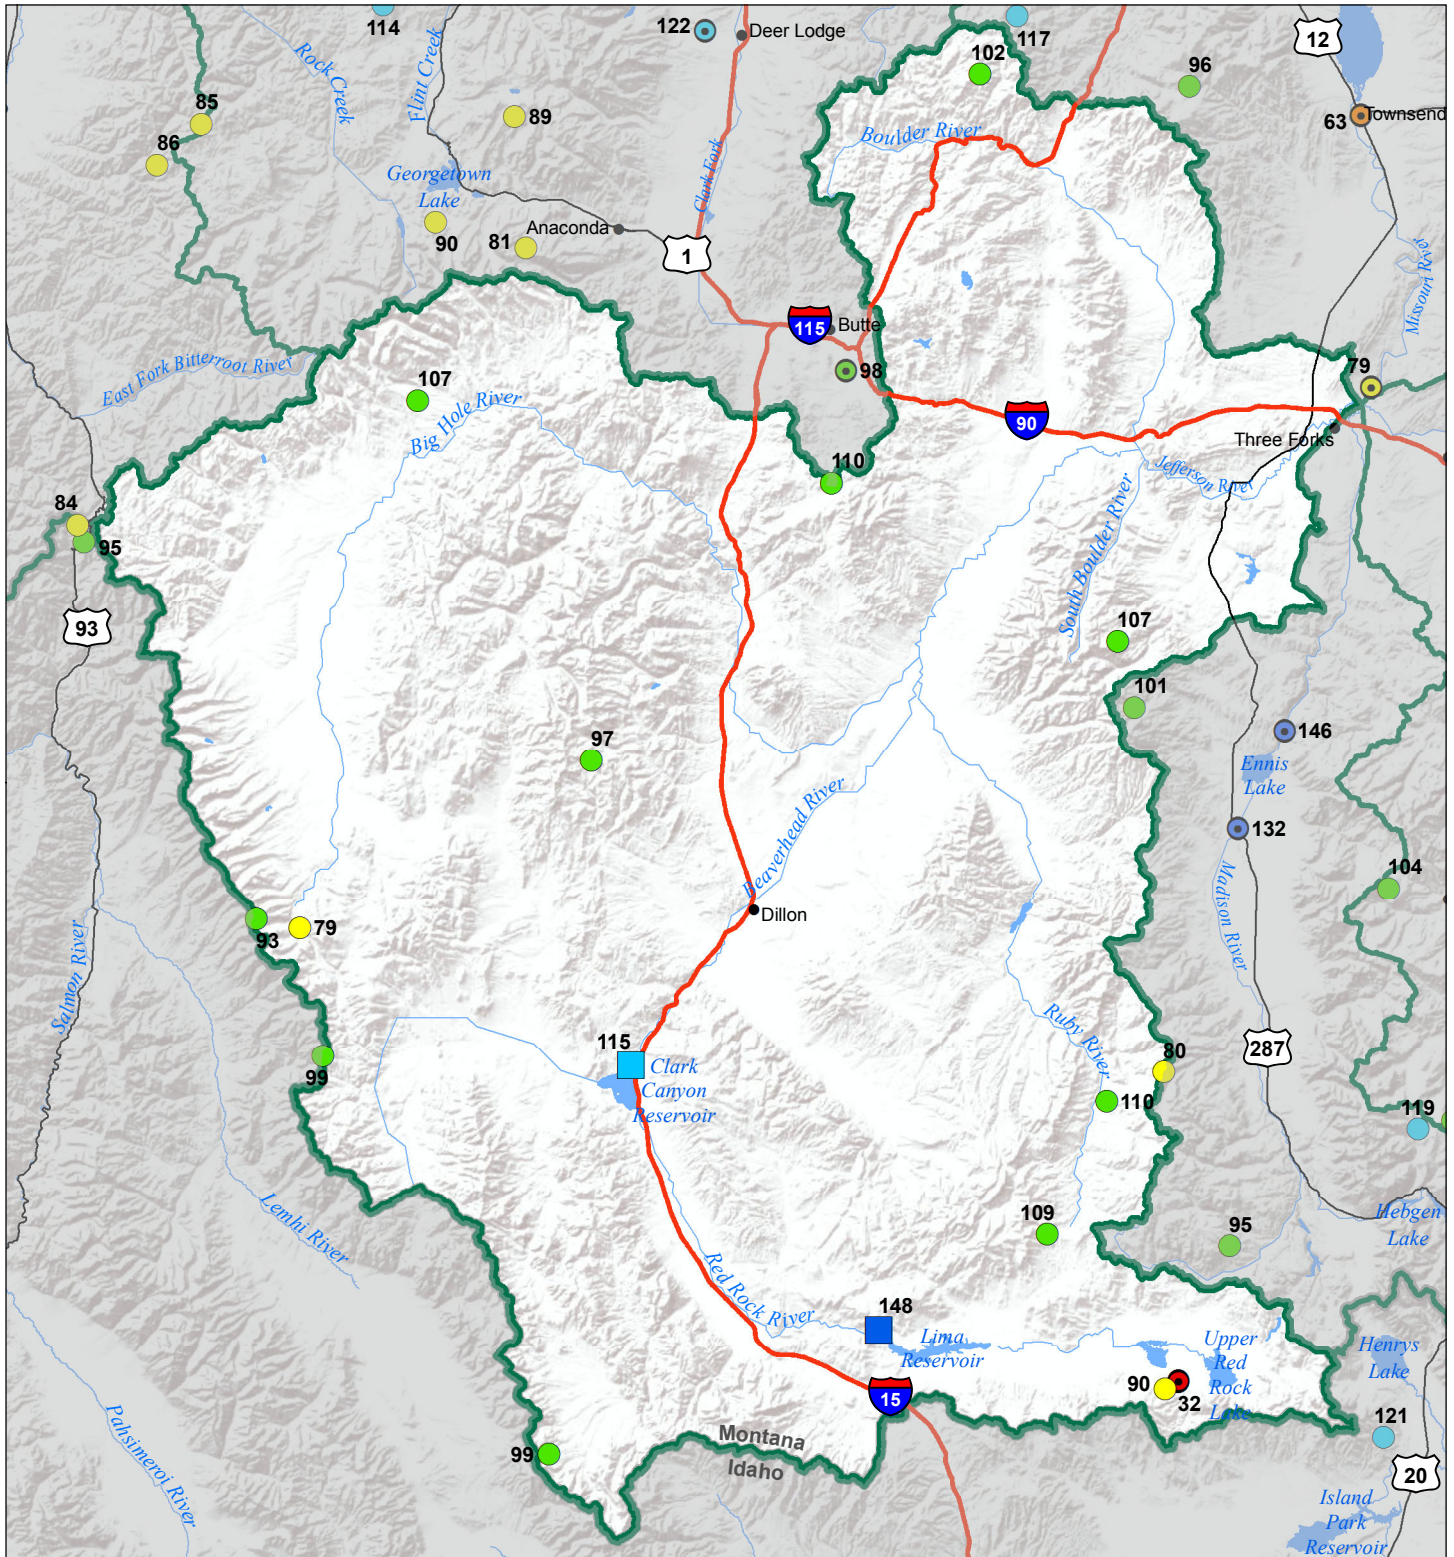 114
122
Deer Lodge
117
12
102
96
Rock Creek
Flint Creek
85
89
63
Townsend
86
Boulder River
Georgetown
Lake
Clark Fork
90
81
Anaconda
1
Missouri River
115
Butte
East Fork Bitterroot River
98
79
107
Big Hole River
90
Three Forks
110
Jefferson River
84
95
South Boulder River
93
107
101
97
146
Ennis
Lake
Beaverhead River
132
Madison River
104
Dillon
93
79
Salmon River
Ruby River
287
115
Clark
Canyon
Reservoir
80
99
110
119
Lemhi River
109
95
Hebgen
Lake
Red Rock River
148
Lima
Reservoir
Upper
Red
Rock
Lake
Henrys
Lake
90
32
15
Pahsimeroi River
Montana
Idaho
99
121
20
Island
Park
Reservoir